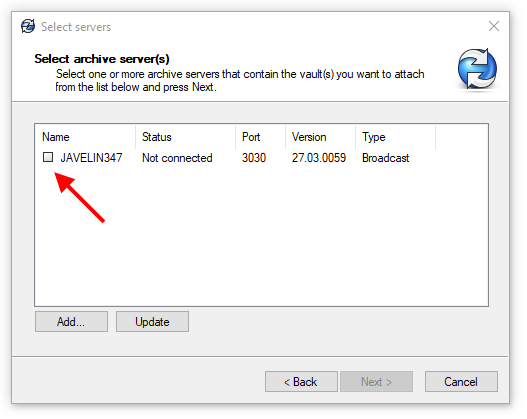 Select servers
Select archive server(s)
Select one or more archive servers that contain the vault(s) you want to attach
from the list below and press Next.
Name Status Port Version Type
JAVELIN347 Not connected 3030 27.03.0059 Broadcast
Add... Update
< Back Next > Cancel